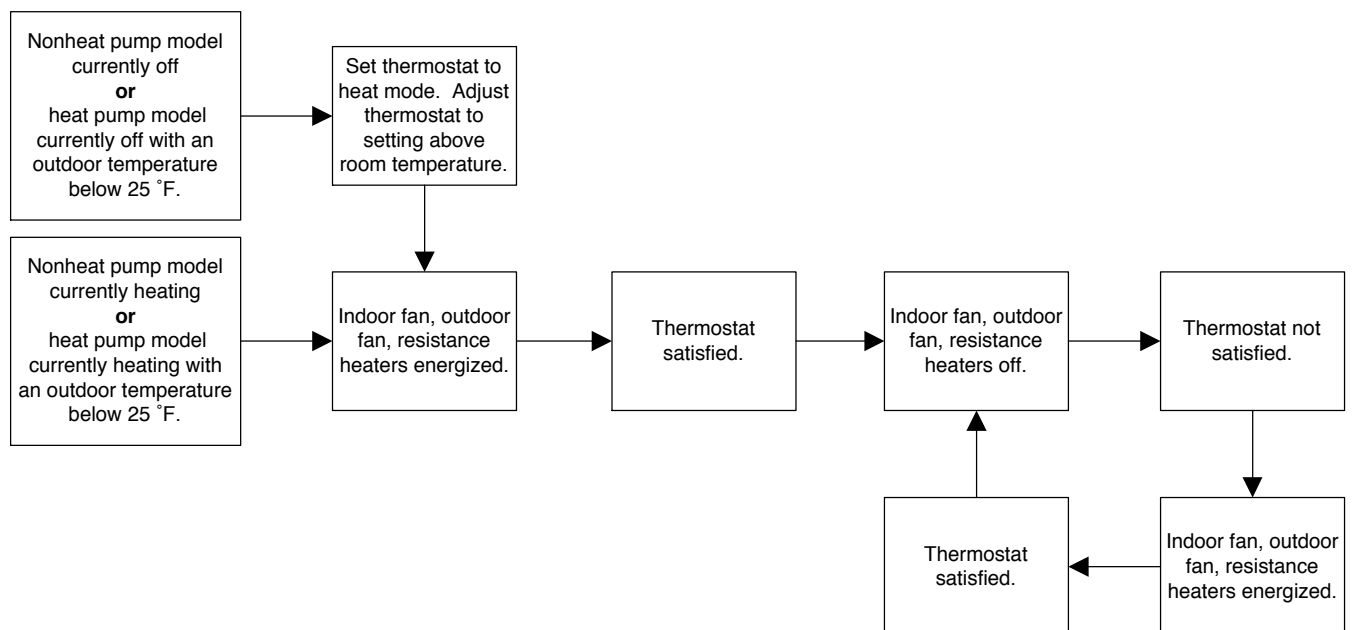 Nonheat pump model
currently off
or
heat pump model
currently off with an
outdoor temperature
below 25 ˚F.
Set thermostat to
heat mode.  Adjust
thermostat to
setting above
room temperature.
Nonheat pump model
currently heating
or
heat pump model
currently heating with
an outdoor temperature
below 25 ˚F.
Indoor fan, outdoor
fan, resistance
heaters energized.
Thermostat
satisfied.
Indoor fan, outdoor
fan, resistance
heaters off.
Thermostat not
satisfied.
Thermostat
satisfied.
Indoor fan, outdoor
fan, resistance
heaters energized.